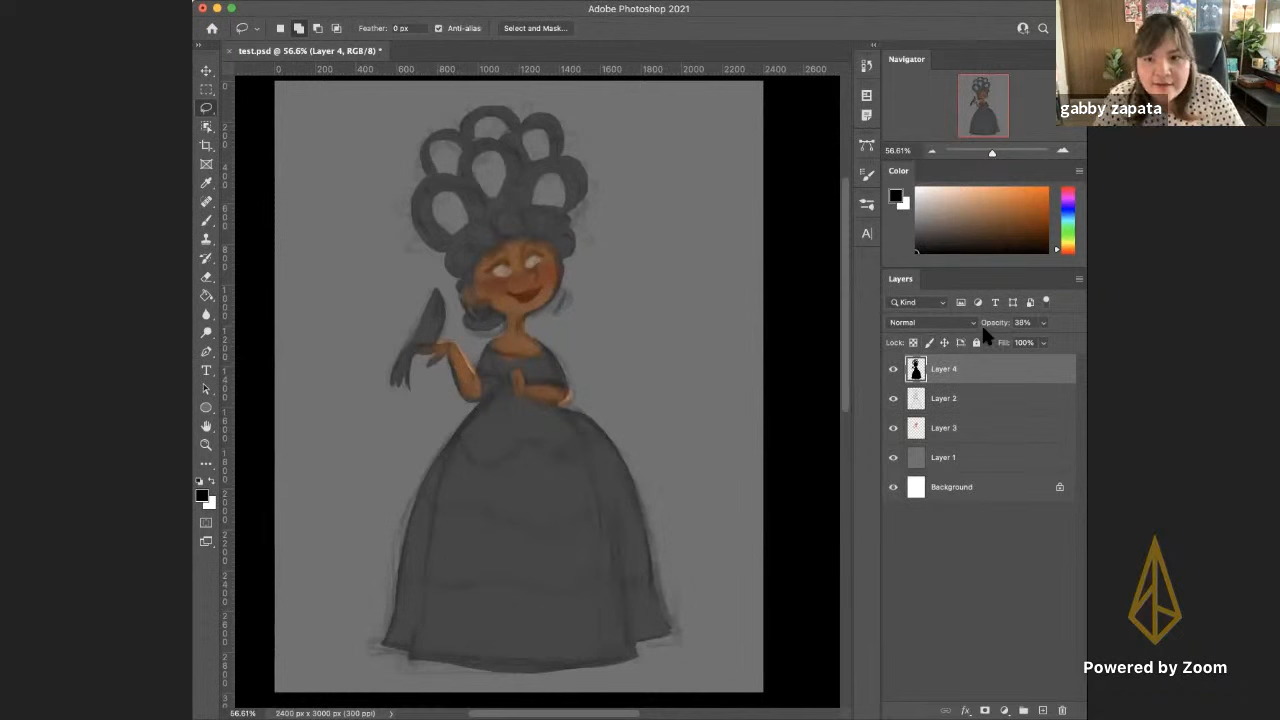 Adobe Photoshop 2021
Feather: 0 px
Anti-alias
Select and Mask...
test.psd @ 56.6% (Layer 4, RGB/8) *
0 200 400 600 800 1000 1200 1400 1600 1800 2000 2200 2400 2600
Navigator
gabby zapata
56.61%
Color
Layers
Kind
Normal
Opacity: 38%
Lock:
Fill: 100%
Layer 4
Layer 2
Layer 3
Layer 1
Background
Powered by Zoom
56.61%
2400 px x 3000 px (300 ppi)